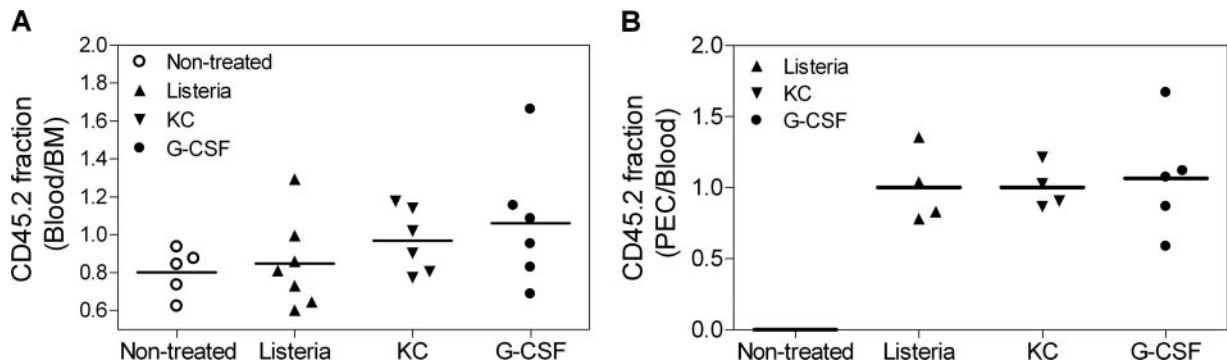 A
CD45.2 fraction
(Blood/BM)
2.0
1.8
1.6
1.4
1.2
1.0
0.8
0.6
Non-treated
Listeria
KC
G-CSF
Non-treated Listeria KC G-CSF
B
CD45.2 fraction
(PEC/Blood)
2.0
1.5
1.0
0.5
0.0
Listeria
KC
G-CSF
Non-treated Listeria KC G-CSF